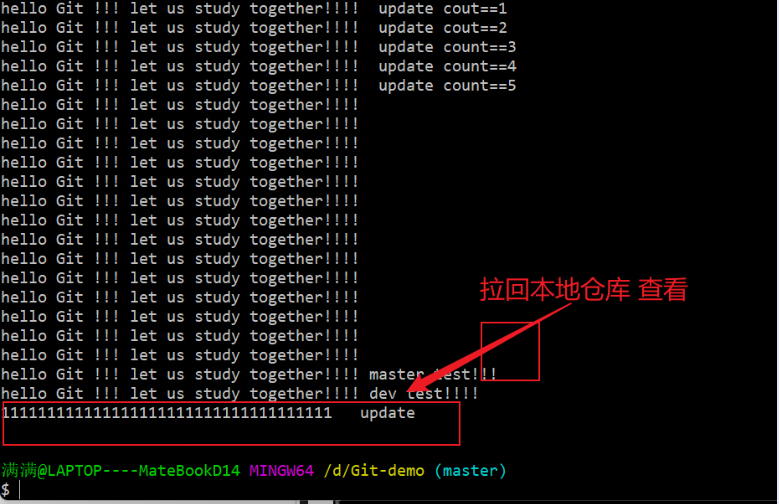 hello Git !!! let us study together!!!!  update cout==1
hello Git !!! let us study together!!!!  update cout==2
hello Git !!! let us study together!!!!  update count==3
hello Git !!! let us study together!!!!  update count==4
hello Git !!! let us study together!!!!  update count==5
hello Git !!! let us study together!!!!
hello Git !!! let us study together!!!!
hello Git !!! let us study together!!!!
hello Git !!! let us study together!!!!
hello Git !!! let us study together!!!!
hello Git !!! let us study together!!!!
hello Git !!! let us study together!!!!
hello Git !!! let us study together!!!!
hello Git !!! let us study together!!!!
hello Git !!! let us study together!!!!
拉回本地仓库 查看
hello Git !!! let us study together!!!!
hello Git !!! let us study together!!!!
hello Git !!! let us study together!!!!
hello Git !!! let us study together!!!!
hello Git !!! let us study together!!!! master test!!!
hello Git !!! let us study together!!!! dev test!!!!
111111111111111111111111111111111111   update
满满@LAPTOP----MateBookD14 MINGW64 /d/Git-demo (master)
$